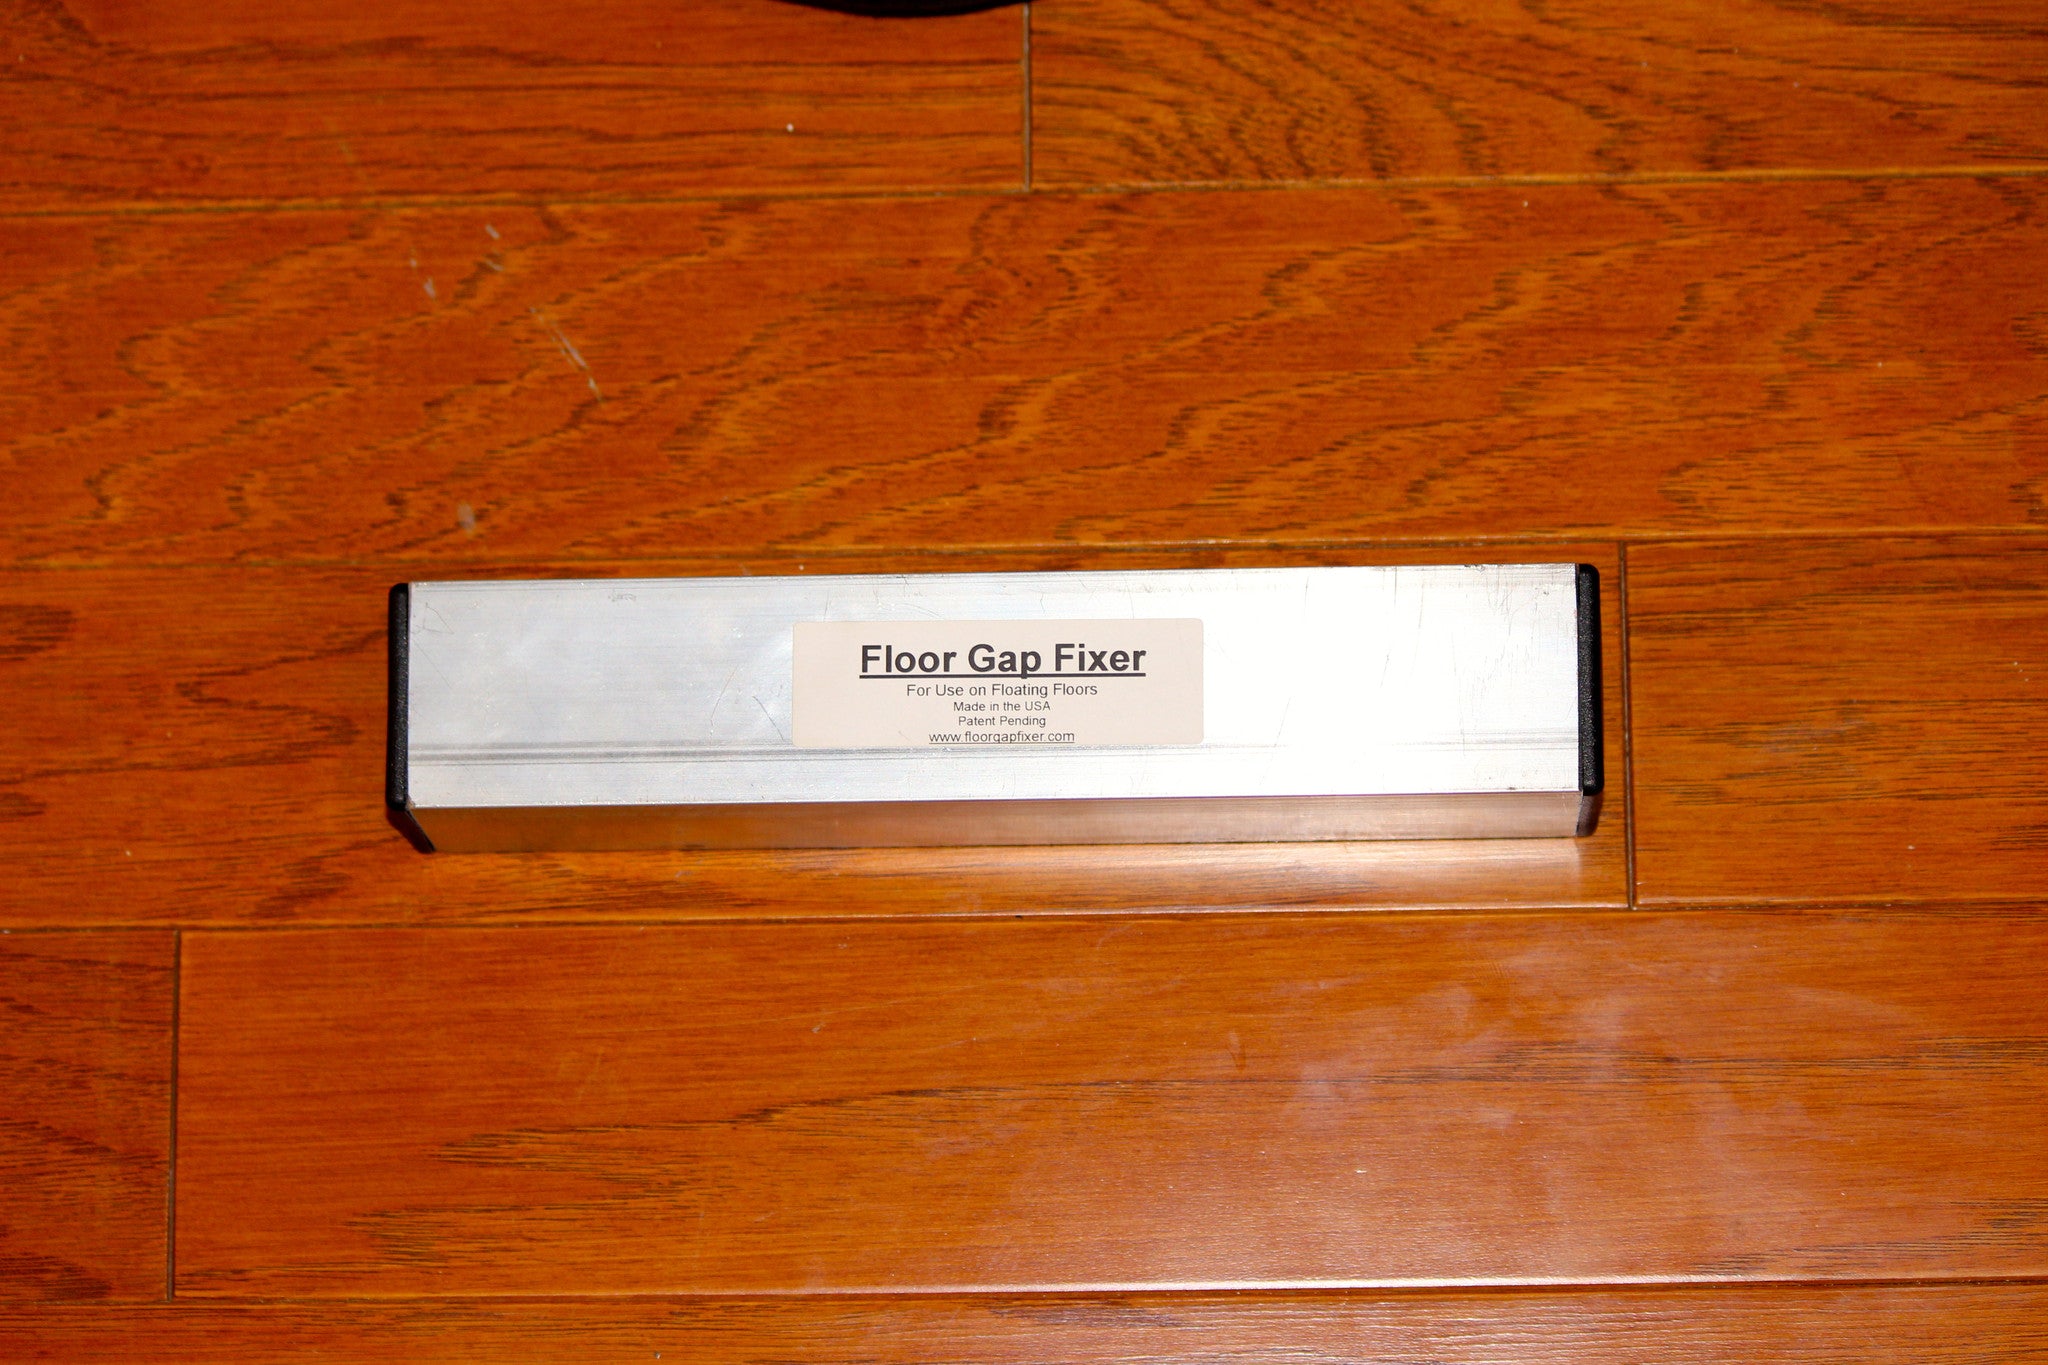 Floor Gap Fixer
For Use on Floating Floors
Made in the USA
Patent Pending
www.floorgapfixer.com